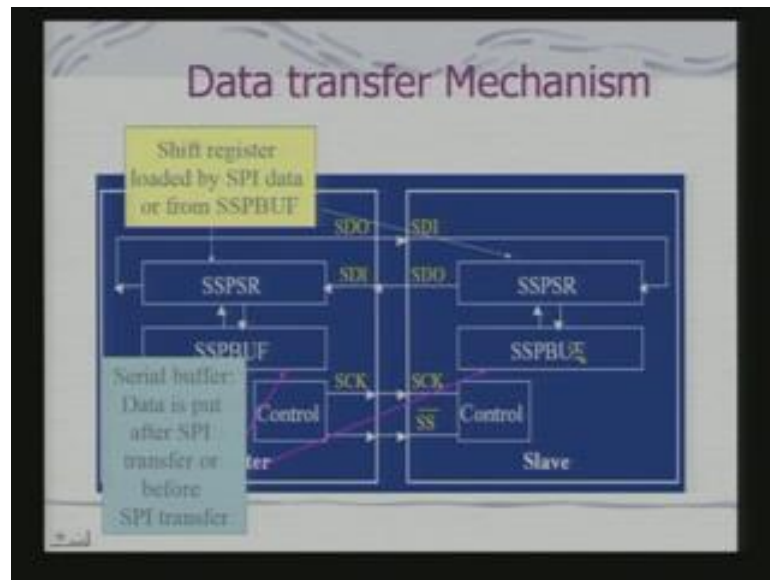 Data transfer Mechanism
Shift register
loaded by SPI data
or from SSPBUF
SDO SDI
SSPSR SDI SDO SSPSR
SSPBUF SSPBUF
Serial buffer:
Data is put
after SPI
transfer or
before
SPI transfer
SCK SCK
Control SS Control
ter Slave